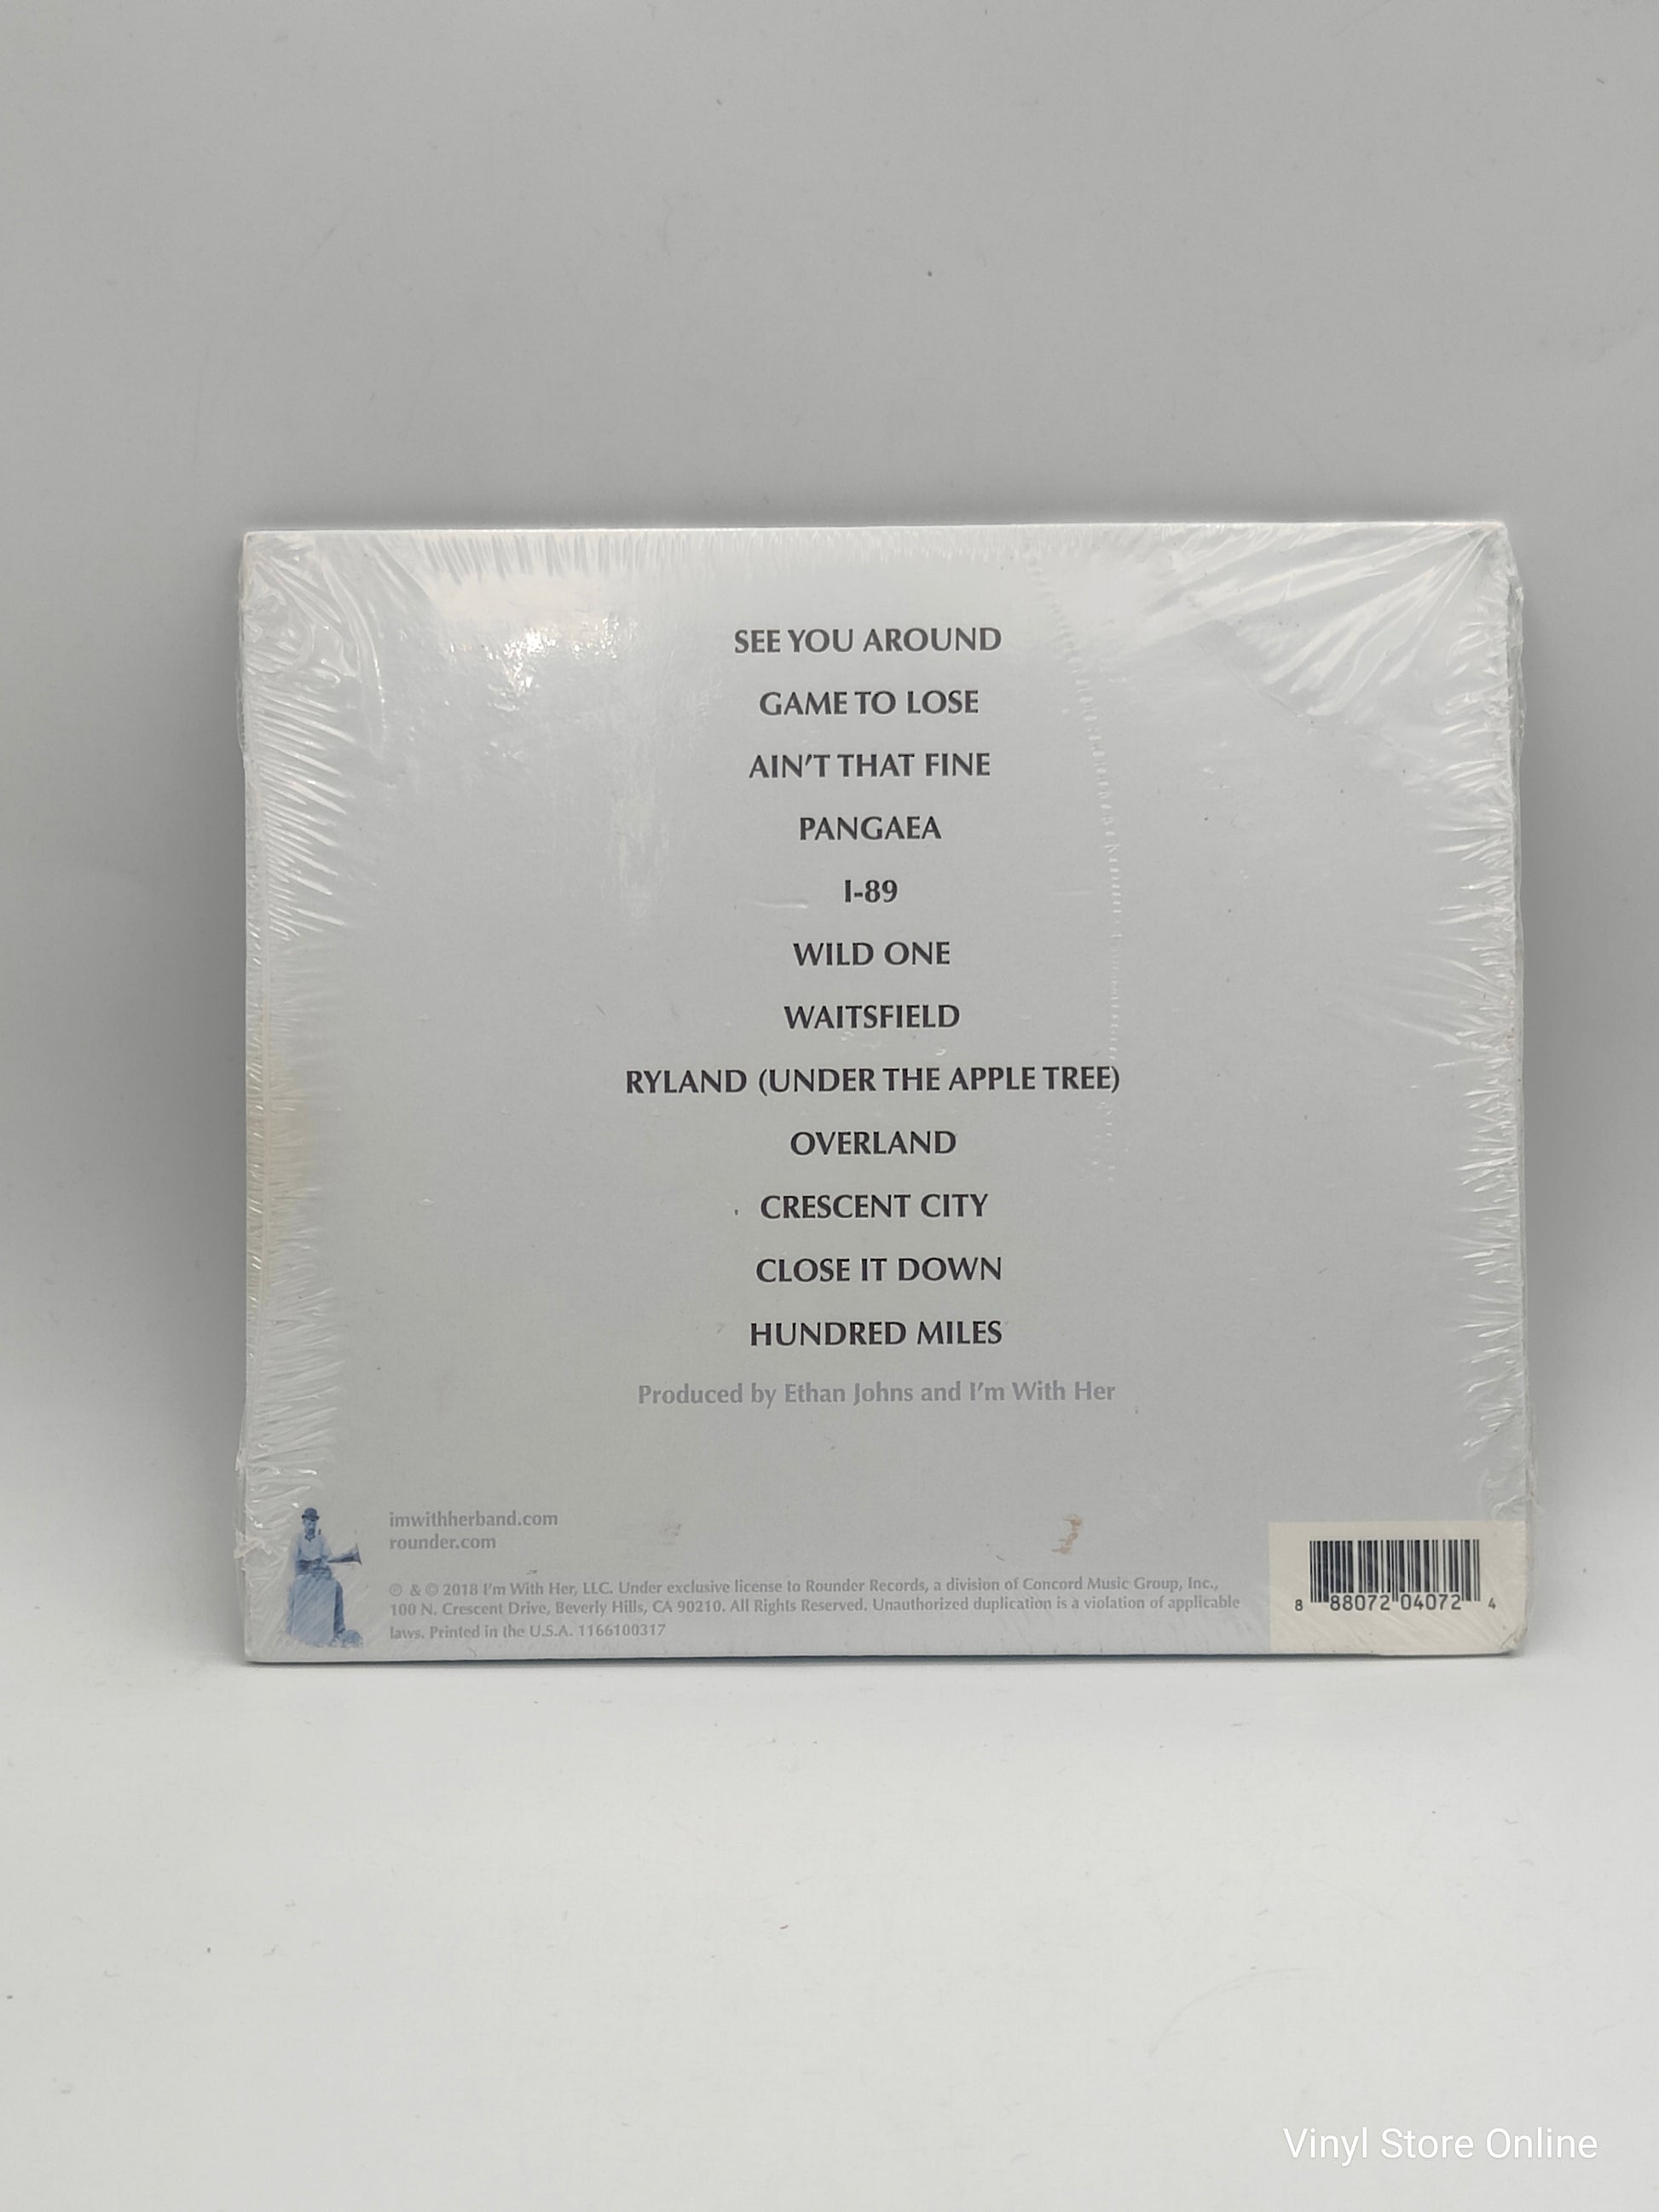 SEE YOU AROUND
GAME TO LOSE
AIN'T THAT FINE
PANGAEA
I-89
WILD ONE
WAITSFIELD
RYLAND (UNDER THE APPLE TREE)
OVERLAND
CRESCENT CITY
CLOSE IT DOWN
HUNDRED MILES
Produced by Ethan Johns and I'm With Her
imwithherband.com
rounder.com
℗ & © 2018 I'm With Her, LLC. Under exclusive license to Rounder Records, a division of Concord Music Group, Inc.,
100 N. Crescent Drive, Beverly Hills, CA 90210. All Rights Reserved. Unauthorized duplication is a violation of applicable
laws. Printed in the U.S.A. 1166100317
8 88072 04072 4
Vinyl Store Online